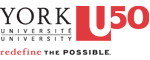 YORK U50
UNIVERSITÉ
UNIVERSITY
redefine THE POSSIBLE.